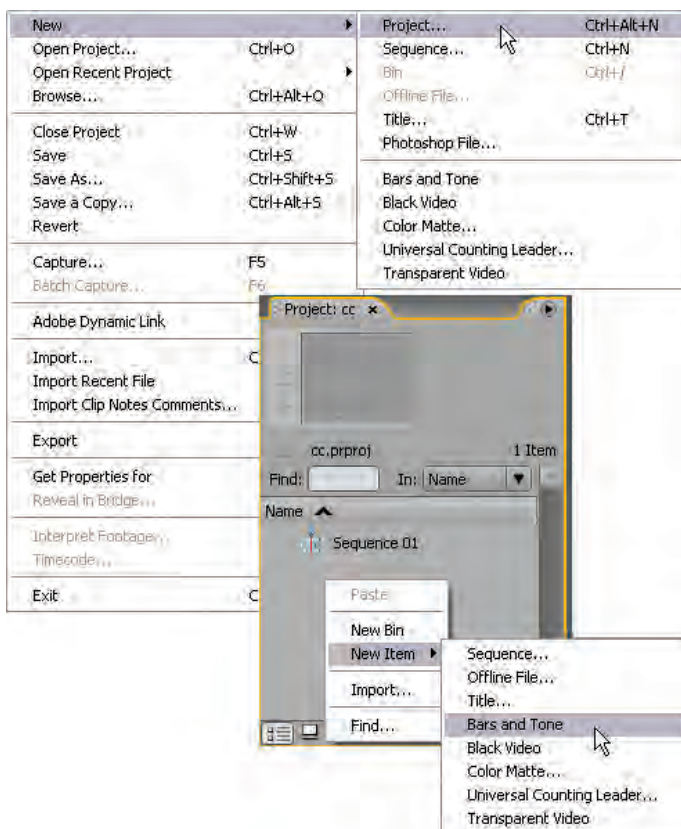 New
Open Project... Ctrl+O
Open Recent Project
Browse... Ctrl+Alt+O
Close Project Ctrl+W
Save Ctrl+S
Save As... Ctrl+Shift+S
Save a Copy... Ctrl+Alt+S
Revert
Capture... F5
Batch Capture... F6
Adobe Dynamic Link
Import... C
Import Recent File
Import Clip Notes Comments...
Export
Get Properties for
Reveal in Bridge...
Interpret Footage...
Timecode...
Exit C
Project... Ctrl+Alt+N
Sequence... Ctrl+N
Bin Ctrl+/
Offline File...
Title... Ctrl+T
Photoshop File...
Bars and Tone
Black Video
Color Matte...
Universal Counting Leader...
Transparent Video
Project: cc x
cc.prproj 1 Item
Find: In: Name
Name
Sequence 01
Paste
New Bin
New Item
Import...
Find...
Sequence...
Offline File...
Title...
Bars and Tone
Black Video
Color Matte...
Universal Counting Leader...
Transparent Video